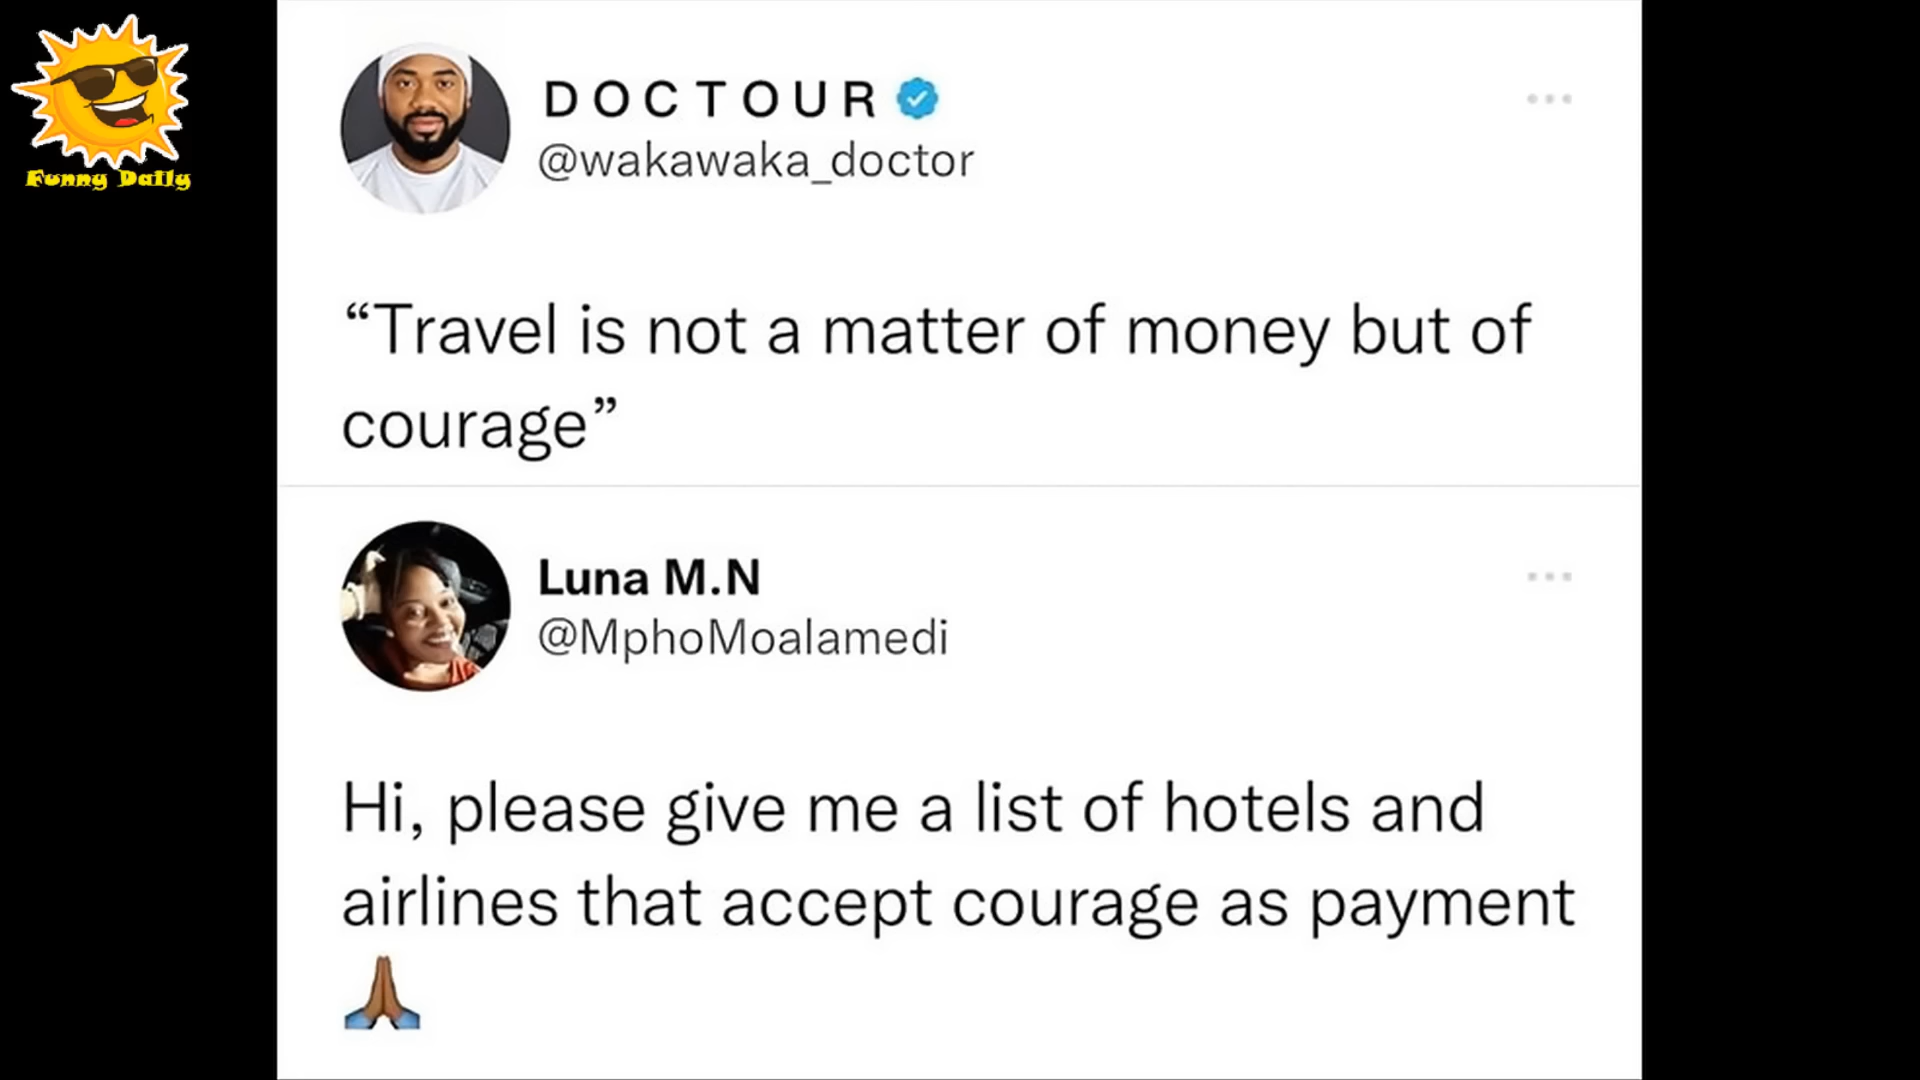 Funny Daily
DOCTOUR
@wakawaka_doctor
“Travel is not a matter of money but of
courage”
Luna M.N
@MphoMoalamedi
Hi, please give me a list of hotels and
airlines that accept courage as payment
🙏🏾